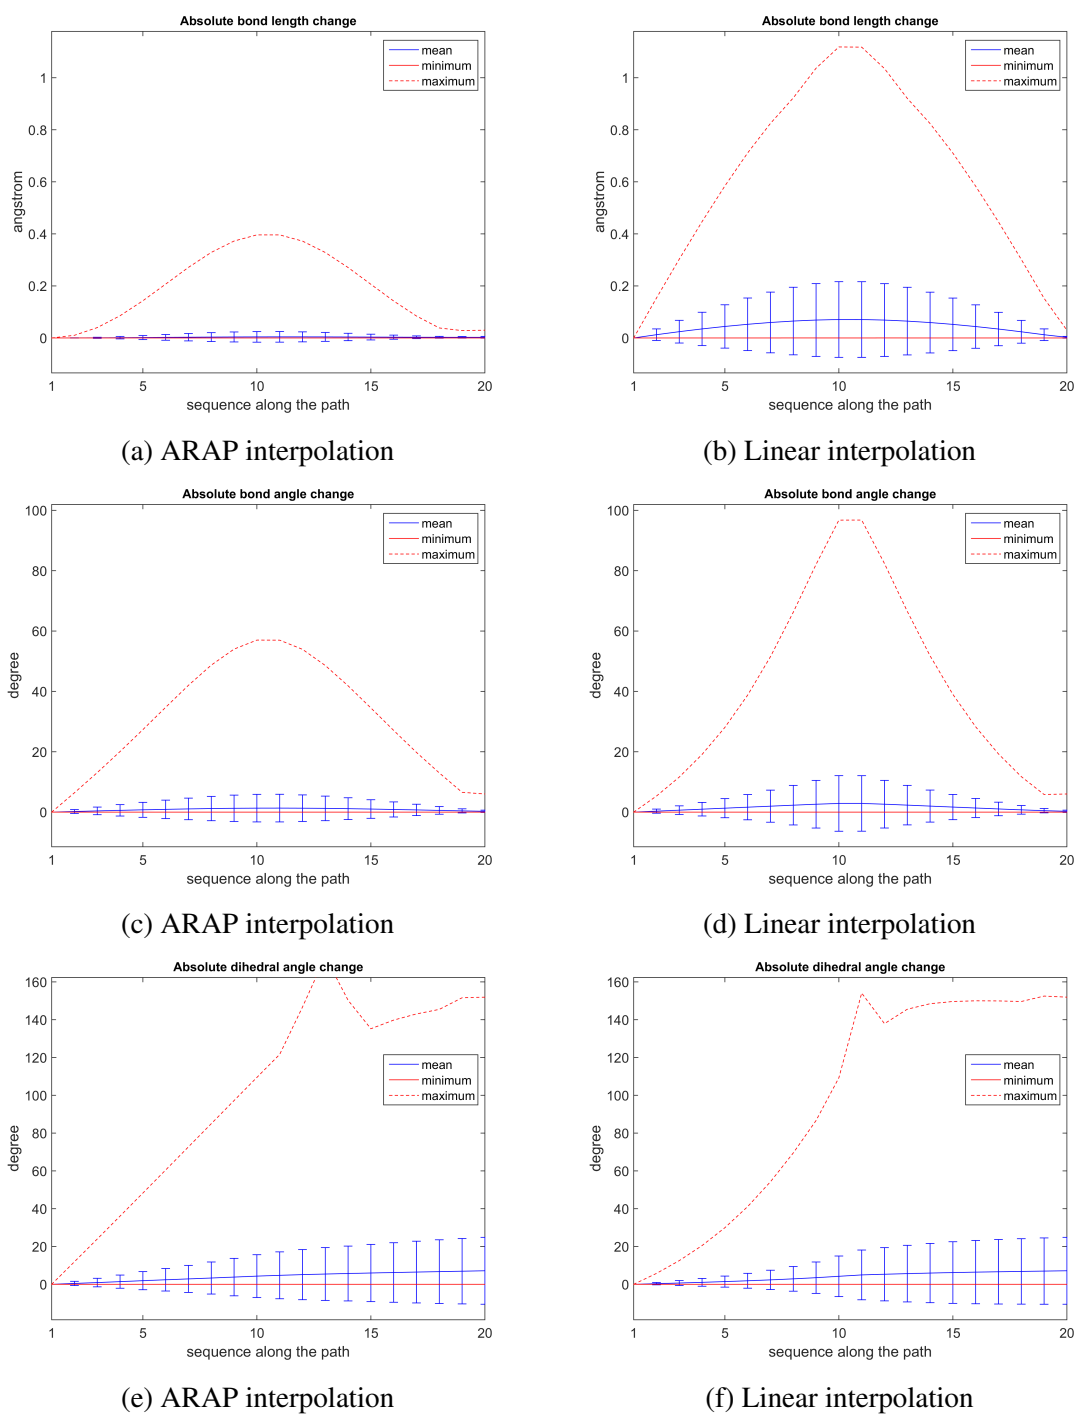 Absolute bond length change
mean
minimum
maximum
1
0.8
0.6
0.4
0.2
0
angstrom
1 5 10 15 20
sequence along the path
(a) ARAP interpolation
Absolute bond length change
mean
minimum
maximum
1
0.8
0.6
0.4
0.2
0
angstrom
1 5 10 15 20
sequence along the path
(b) Linear interpolation
Absolute bond angle change
mean
minimum
maximum
100
80
60
40
20
0
degree
1 5 10 15 20
sequence along the path
(c) ARAP interpolation
Absolute bond angle change
mean
minimum
maximum
100
80
60
40
20
0
degree
1 5 10 15 20
sequence along the path
(d) Linear interpolation
Absolute dihedral angle change
mean
minimum
maximum
160
140
120
100
80
60
40
20
0
degree
1 5 10 15 20
sequence along the path
(e) ARAP interpolation
Absolute dihedral angle change
mean
minimum
maximum
160
140
120
100
80
60
40
20
0
degree
1 5 10 15 20
sequence along the path
(f) Linear interpolation